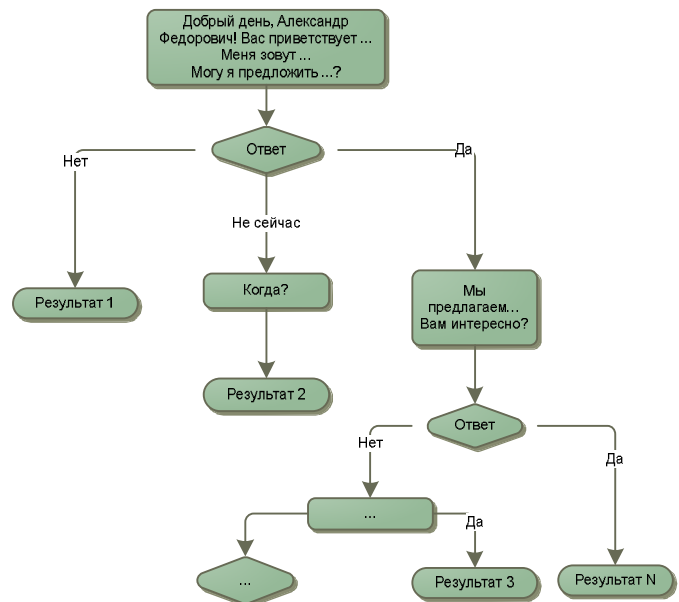 Добрый день, Александр
Федорович! Вас приветствует ...
Меня зовут ...
Могу я предложить ...?
Ответ
Нет
Да
Не сейчас
Результат 1
Когда?
Мы
предлагаем...
Вам интересно?
Результат 2
Ответ
Нет
Да
...
Да
...
Результат 3
Результат N